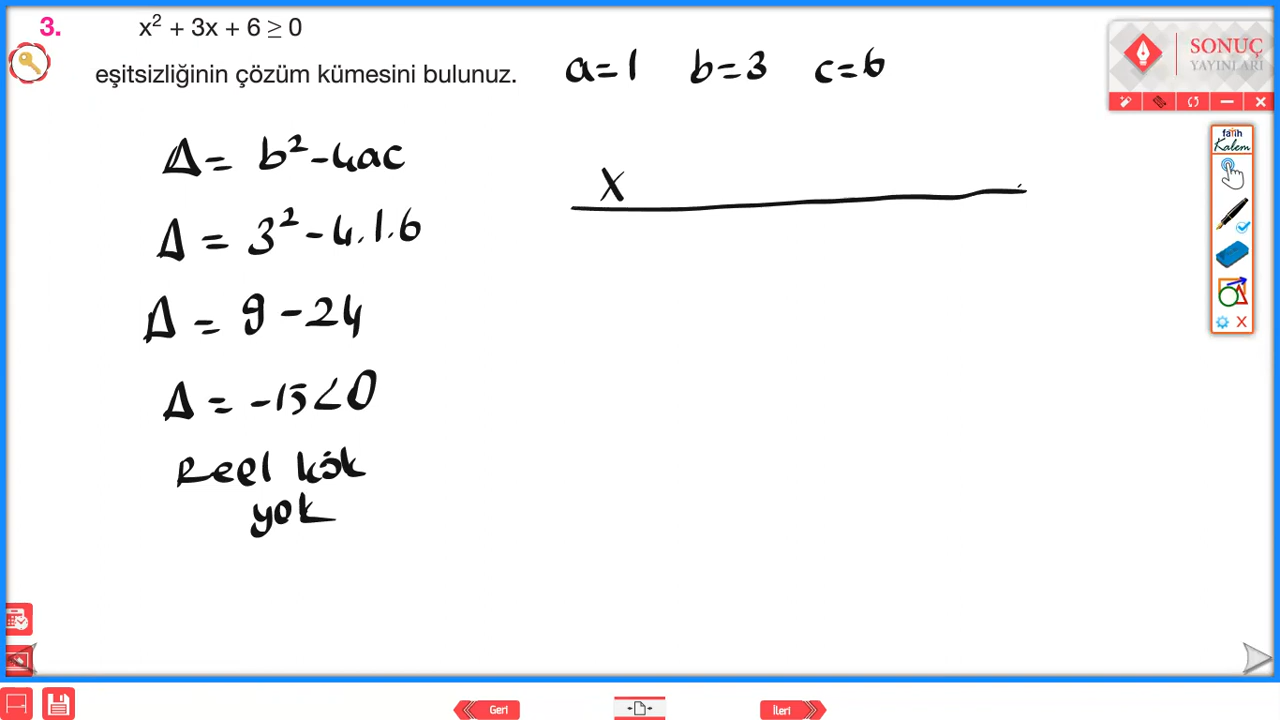 3. x² + 3x + 6 ≥ 0
eşitsizliğinin çözüm kümesini bulunuz.
a=1 b=3 c=6
Δ= b²-4ac
Δ = 3²-4.1.6
Δ = 9-24
Δ = -15<0
Reel kök
yok
x
SONUÇ
YAYINLARI
fatih
Kalem
X
Geri
İleri